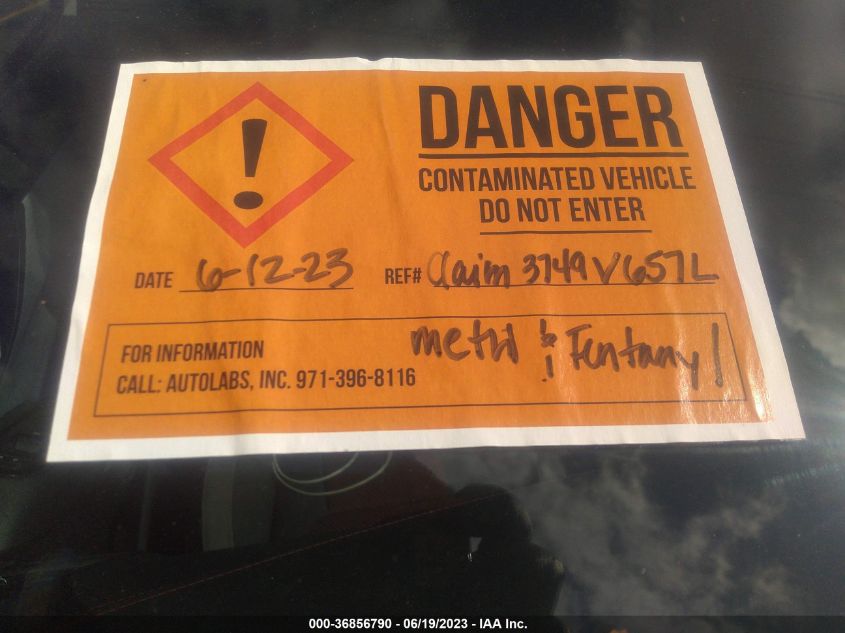 DANGER
CONTAMINATED VEHICLE
DO NOT ENTER
DATE 6-12-23 REF# Claim 3749V657L
FOR INFORMATION
CALL: AUTOLABS, INC. 971-396-8116
meth & Fentanyl
000-36856790 - 06/19/2023 - IAA Inc.